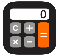 0
c +
× -
=